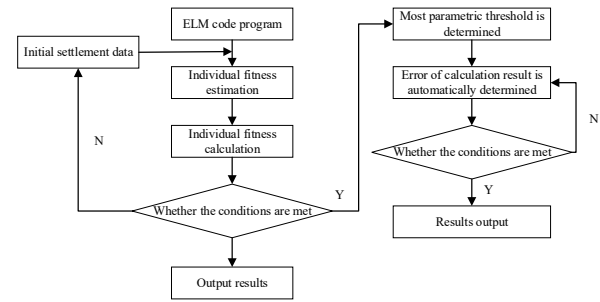 ELM code program
Initial settlement data
Individual fitness
estimation
Individual fitness
calculation
N
Whether the conditions are met
Y
Output results
Most parametric threshold is
determined
Error of calculation result is
automatically determined
N
Whether the conditions are met
Y
Results output